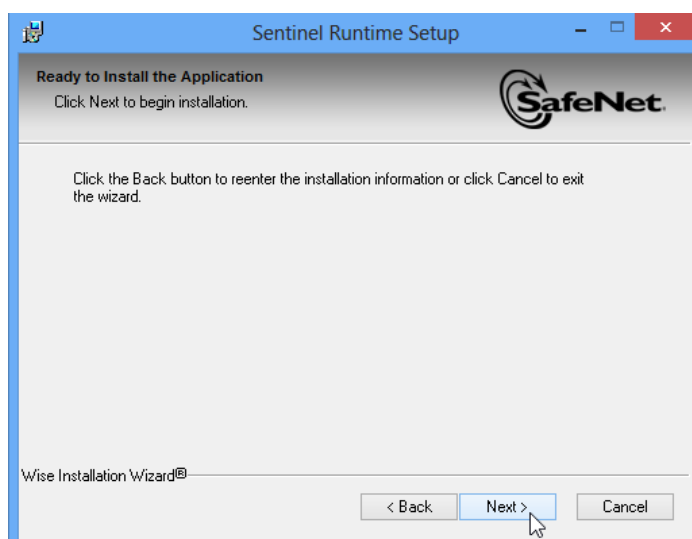 Sentinel Runtime Setup
Ready to Install the Application
Click Next to begin installation.
SafeNet.
Click the Back button to reenter the installation information or click Cancel to exit
the wizard.
Wise Installation Wizard®
< Back
Next >
Cancel